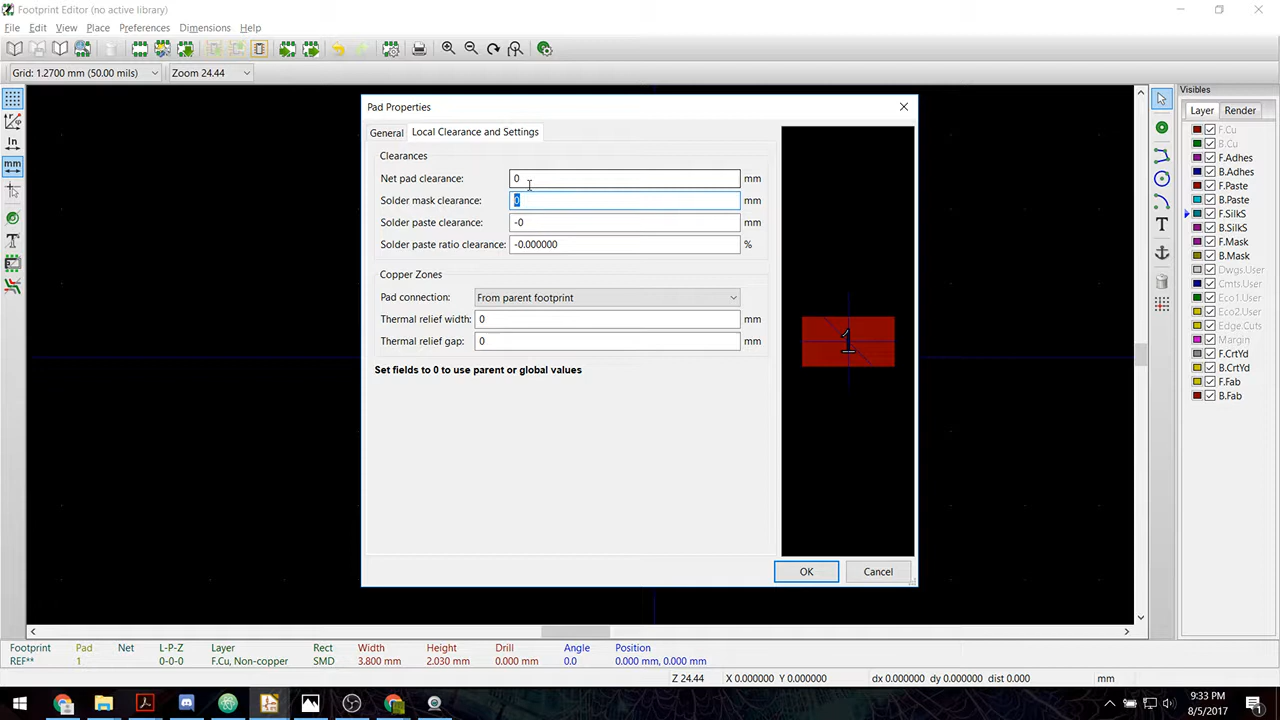 Footprint Editor (no active library)
File Edit View Place Preferences Dimensions Help
Grid: 1.2700 mm (50.00 mils) Zoom 24.44
In
mm
Pad Properties
General Local Clearance and Settings
Clearances
Net pad clearance: 0 mm
Solder mask clearance: 0 mm
Solder paste clearance: -0 mm
Solder paste ratio clearance: -0.000000 %
Copper Zones
Pad connection: From parent footprint
Thermal relief width: 0 mm
Thermal relief gap: 0 mm
Set fields to 0 to use parent or global values
1
OK Cancel
Visibles
Layer Render
F.Cu
B.Cu
F.Adhes
B.Adhes
F.Paste
B.Paste
F.SilkS
B.SilkS
F.Mask
B.Mask
Dwgs.User
Cmts.User
Eco1.User
Eco2.User
Edge.Cuts
Margin
F.CrtYd
B.CrtYd
F.Fab
B.Fab
Footprint Pad Net L-P-Z Layer Rect Width Height Drill Angle Position
REF** 1 0-0-0 F.Cu, Non-copper SMD 3.800 mm 2.030 mm 0.000 mm 0.0 0.000 mm, 0.000 mm
Z 24.44 X 0.000000 Y 0.000000 dx 0.000000 dy 0.000000 dist 0.000 mm
9:33 PM
8/5/2017